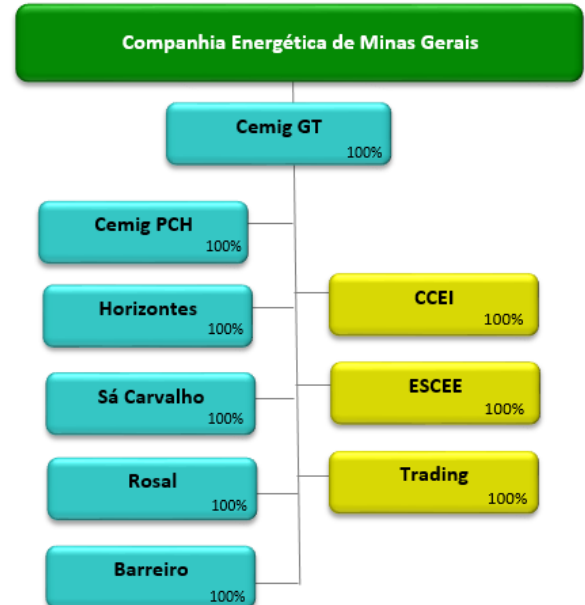 Companhia Energética de Minas Gerais
Cemig GT
100%
Cemig PCH
100%
Horizontes
100%
Sá Carvalho
100%
Rosal
100%
Barreiro
100%
CCEI
100%
ESCEE
100%
Trading
100%